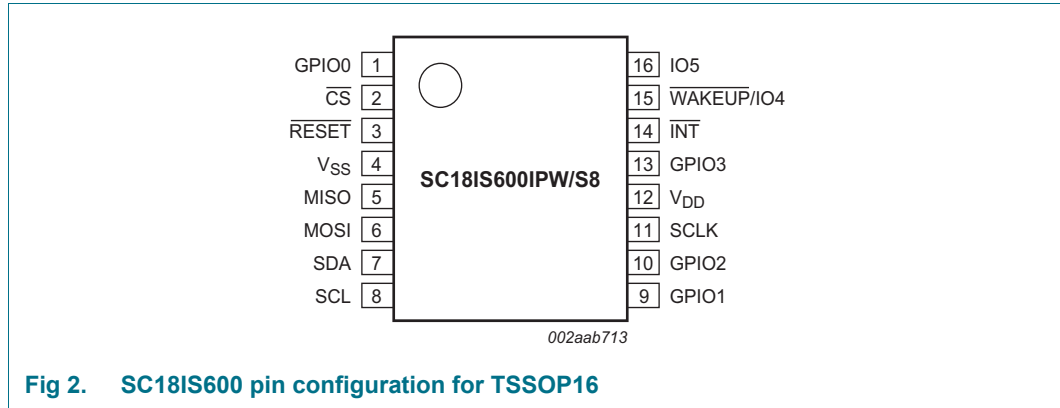 GPIO0 1
CS 2
RESET 3
VSS 4
MISO 5
MOSI 6
SDA 7
SCL 8
SC18IS600IPW/S8
16 IO5
15 WAKEUP/IO4
14 INT
13 GPIO3
12 VDD
11 SCLK
10 GPIO2
9 GPIO1
002aab713
Fig 2. SC18IS600 pin configuration for TSSOP16